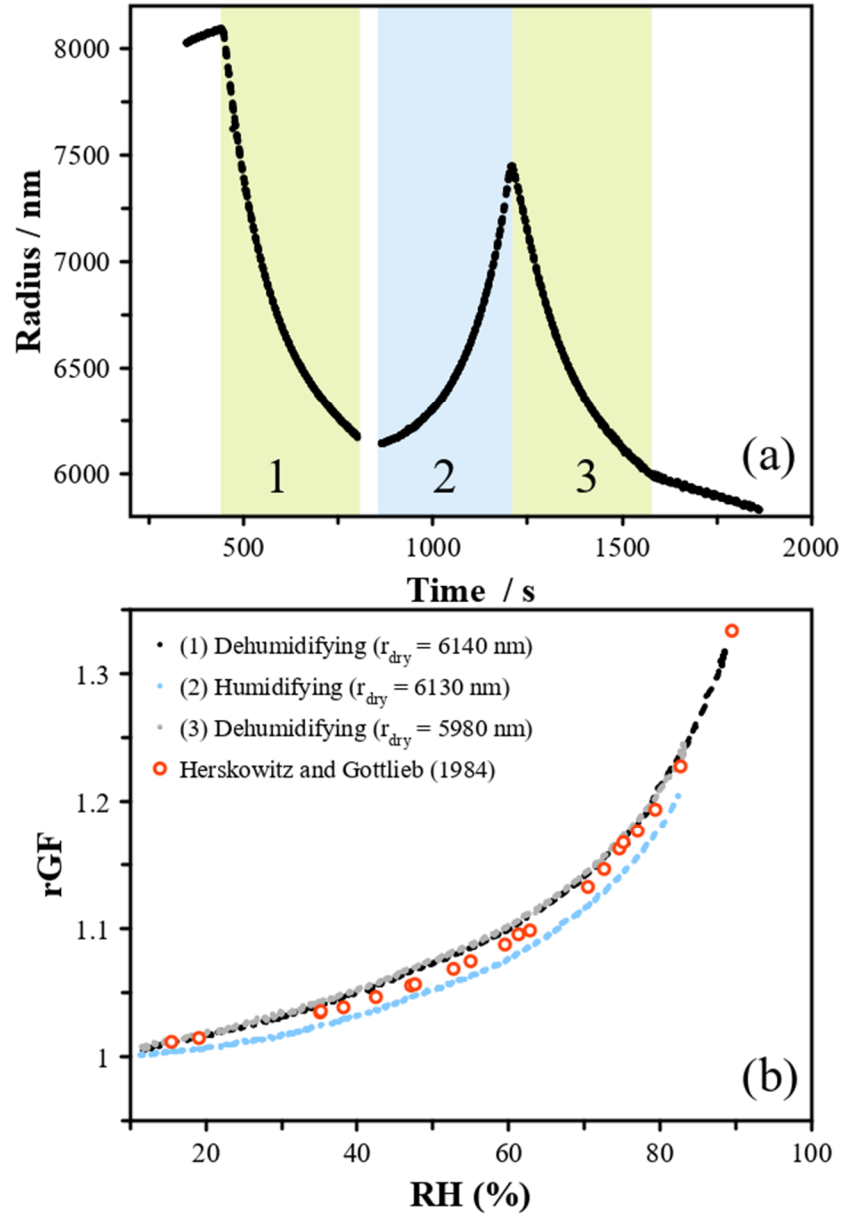 8000
7500
7000
6500
6000
Radius / nm
1
2
3
(a)
500
1000
1500
2000
Time / s
(1) Dehumidifying (rdry = 6140 nm)
(2) Humidifying (rdry = 6130 nm)
(3) Dehumidifying (rdry = 5980 nm)
Herskowitz and Gottlieb (1984)
1.3
1.2
1.1
1
rGF
(b)
20
40
60
80
100
RH (%)